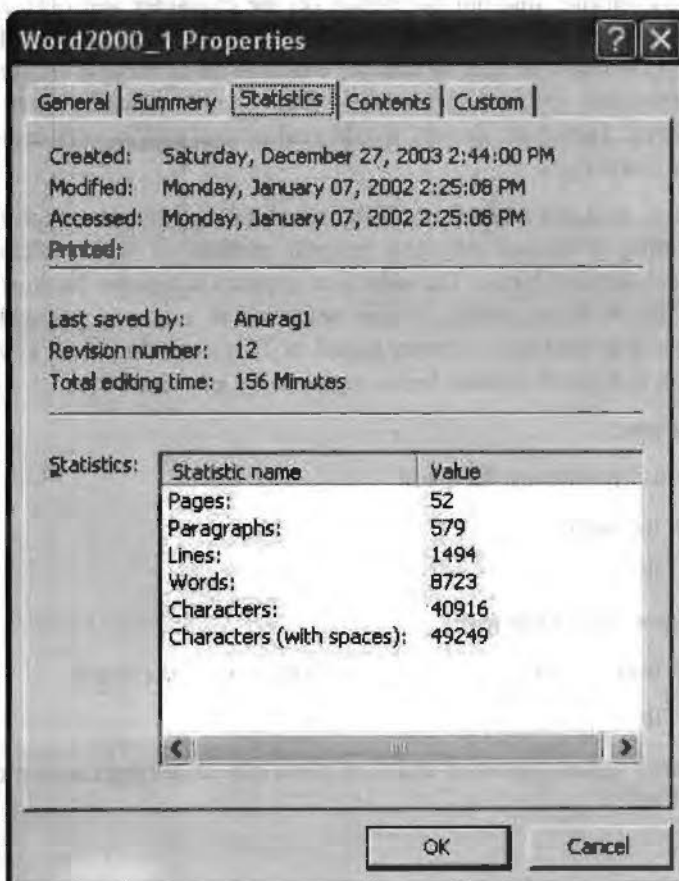 Word2000_1 Properties
General Summary Statistics Contents Custom
Created: Saturday, December 27, 2003 2:44:00 PM
Modified: Monday, January 07, 2002 2:25:08 PM
Accessed: Monday, January 07, 2002 2:25:06 PM
Printed:
Last saved by: Anurag1
Revision number: 12
Total editing time: 156 Minutes
Statistics:
Statistic name Value
Pages: 52
Paragraphs: 579
Lines: 1494
Words: 8723
Characters: 40916
Characters (with spaces): 49249
OK Cancel